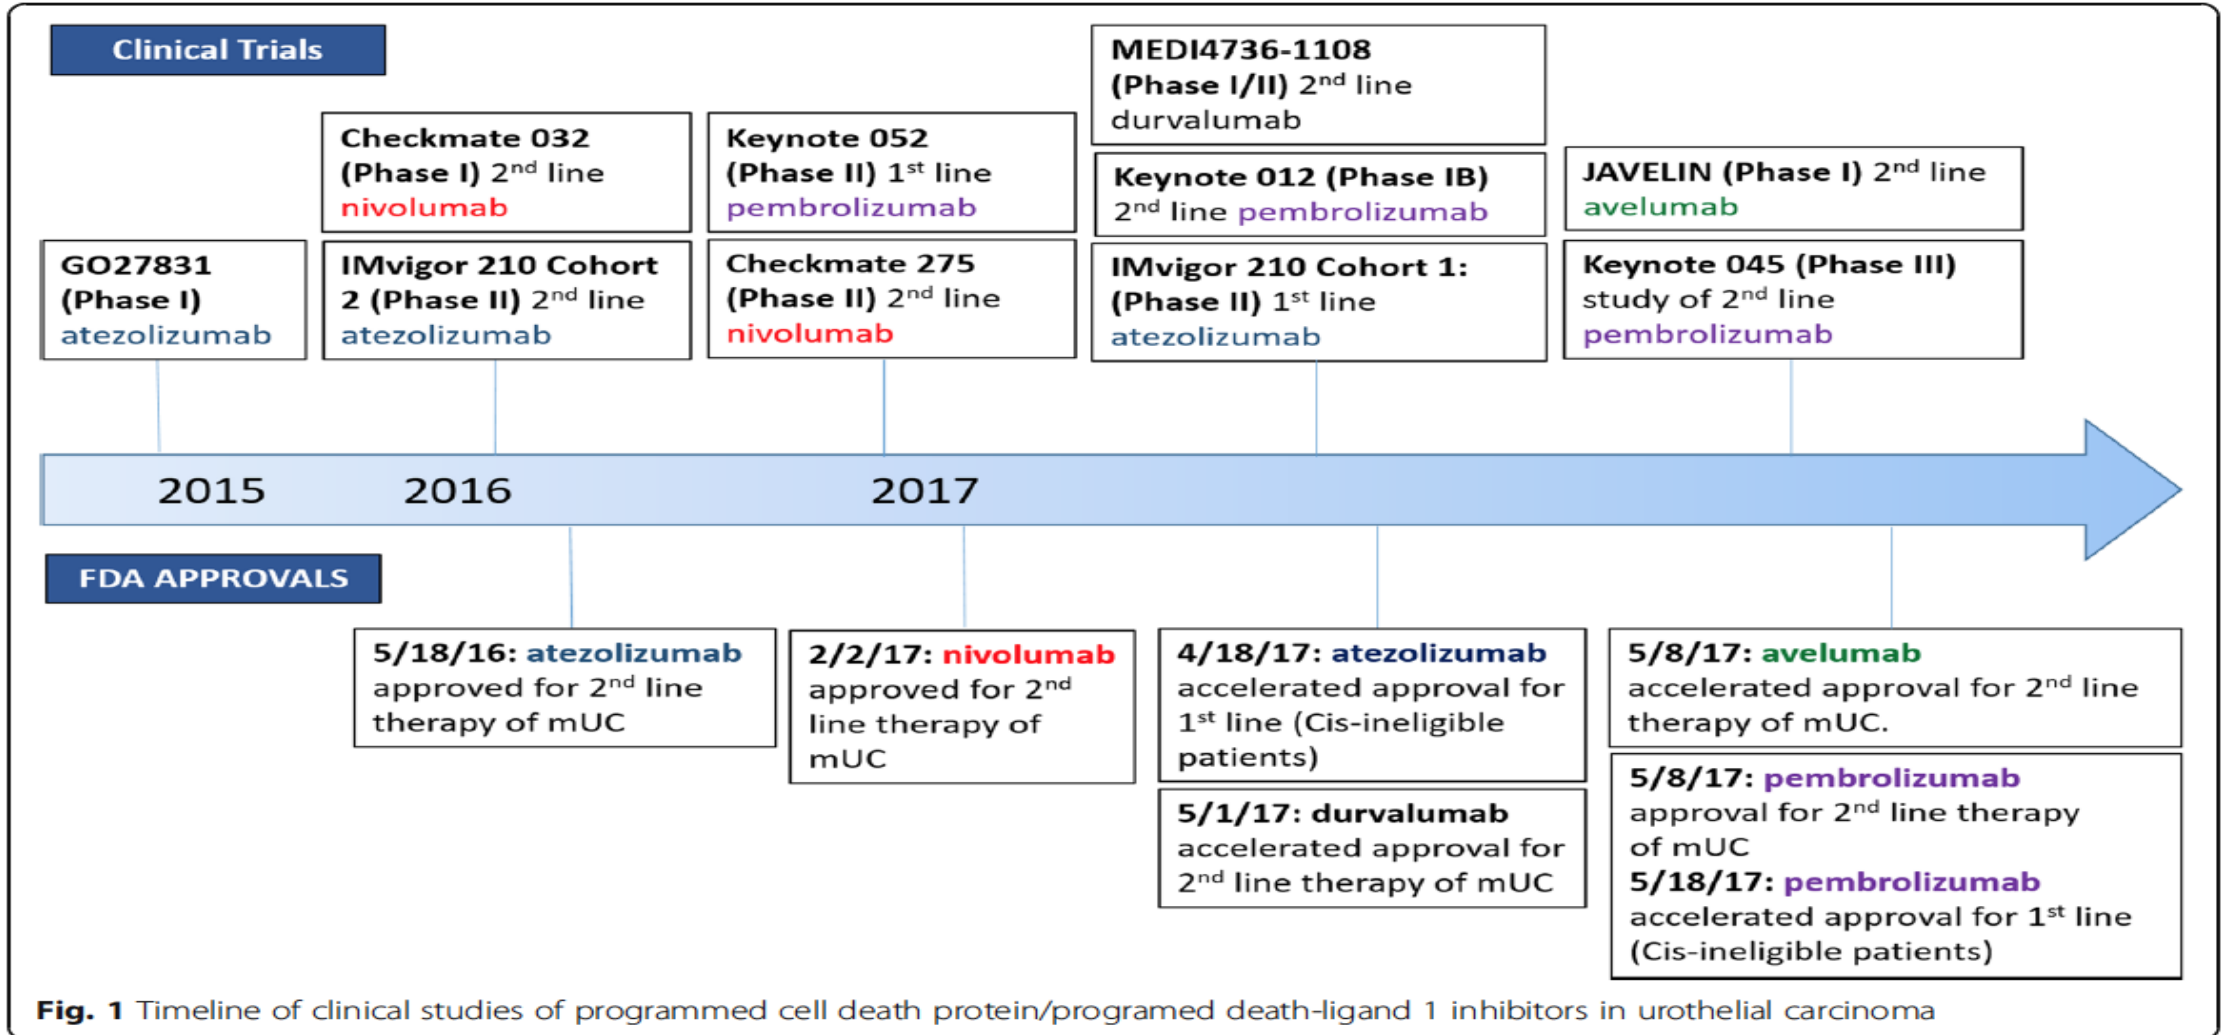 Clinical Trials
GO27831
(Phase I)
atezolizumab
Checkmate 032
(Phase I) 2nd line
nivolumab
IMvigor 210 Cohort
2 (Phase II) 2nd line
atezolizumab
Keynote 052
(Phase II) 1st line
pembrolizumab
Checkmate 275
(Phase II) 2nd line
nivolumab
MEDI4736-1108
(Phase I/II) 2nd line
durvalumab
Keynote 012 (Phase IB)
2nd line pembrolizumab
IMvigor 210 Cohort 1:
(Phase II) 1st line
atezolizumab
JAVELIN (Phase I) 2nd line
avelumab
Keynote 045 (Phase III)
study of 2nd line
pembrolizumab
2015 2016 2017
FDA APPROVALS
5/18/16: atezolizumab
approved for 2nd line
therapy of mUC
2/2/17: nivolumab
approved for 2nd
line therapy of
mUC
4/18/17: atezolizumab
accelerated approval for
1st line (Cis-ineligible
patients)
5/1/17: durvalumab
accelerated approval for
2nd line therapy of mUC
5/8/17: avelumab
accelerated approval for 2nd line
therapy of mUC.
5/8/17: pembrolizumab
approval for 2nd line therapy
of mUC
5/18/17: pembrolizumab
accelerated approval for 1st line
(Cis-ineligible patients)
Fig. 1 Timeline of clinical studies of programmed cell death protein/programed death-ligand 1 inhibitors in urothelial carcinoma